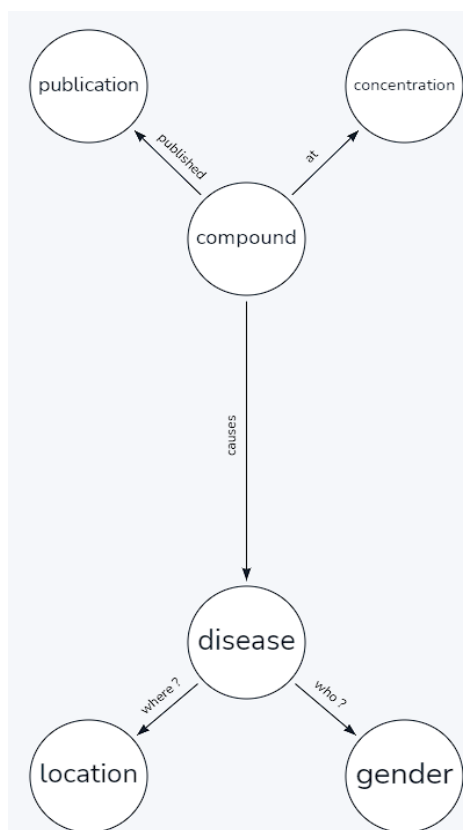 publication
concentration
published
at
compound
causes
disease
where ?
who ?
location
gender